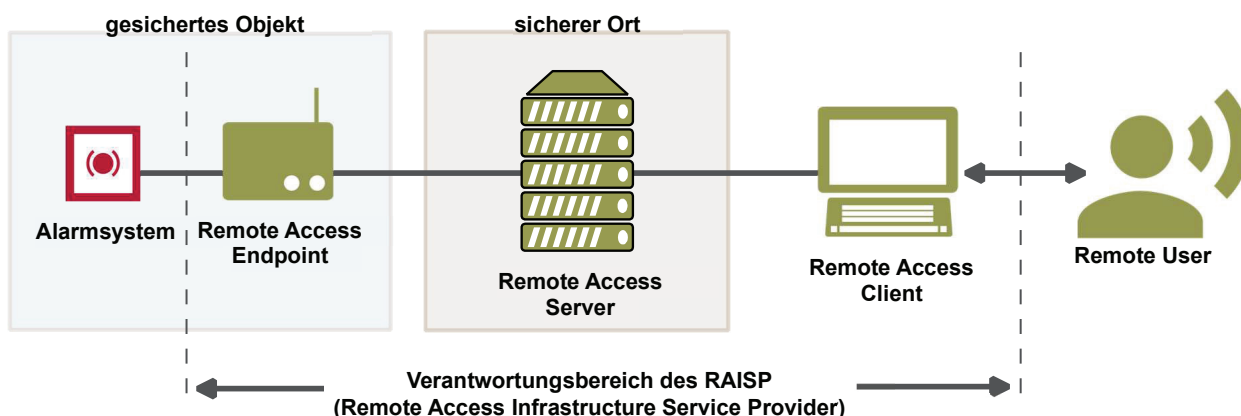 gesichertes Objekt
sicherer Ort
Alarmsystem
Remote Access
Endpoint
Remote Access
Server
Remote Access
Client
Remote User
Verantwortungsbereich des RAISP
(Remote Access Infrastructure Service Provider)